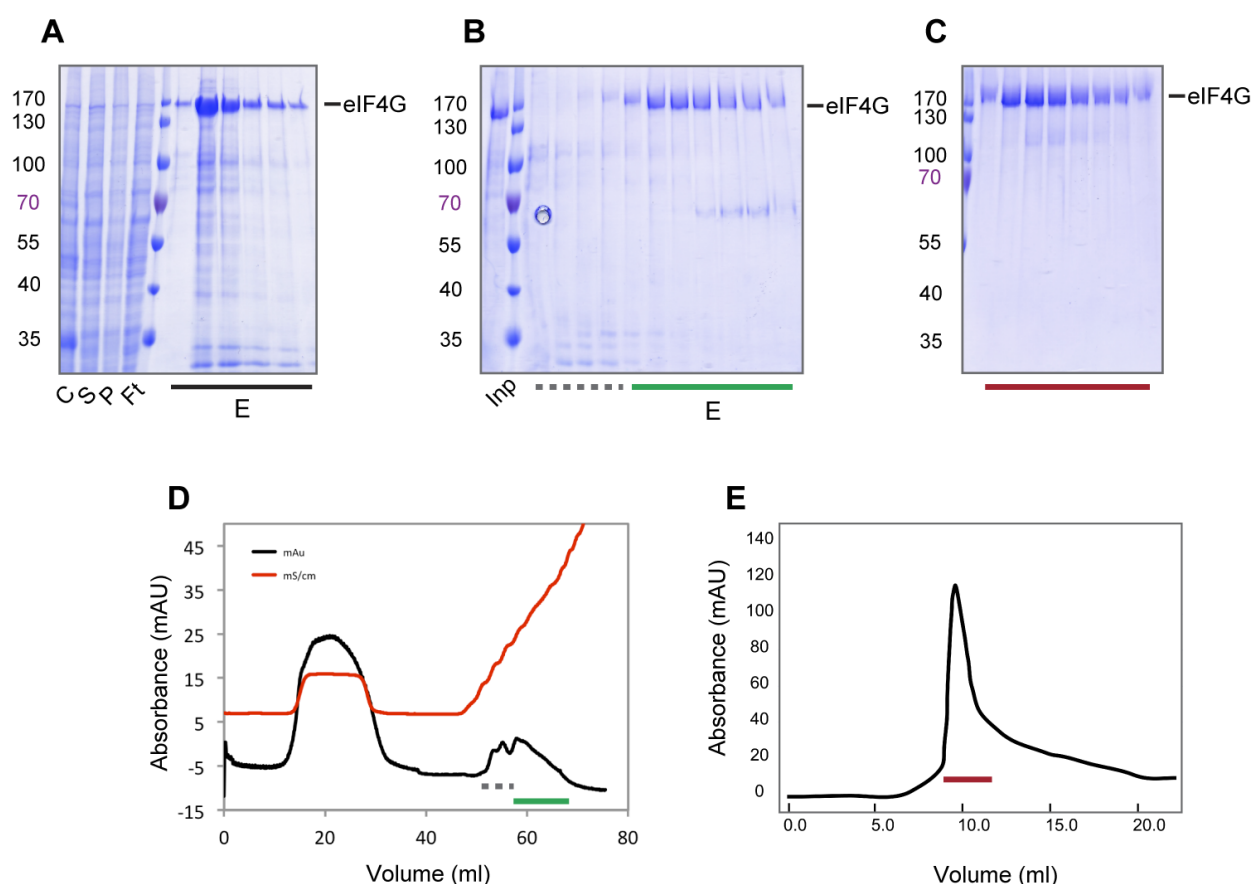 A
170
130
100
70
55
40
35
eIF4G
C S P Ft
E
B
170
130
100
70
55
40
35
eIF4G
Inp
E
C
170
130
100
70
55
40
35
eIF4G
D
Absorbance (mAU)
45
35
25
15
5
-5
-15
mAu
mS/cm
0 20 40 60 80
Volume (ml)
E
Absorbance (mAU)
140
120
100
80
60
40
20
0
0.0 5.0 10.0 15.0 20.0
Volume (ml)